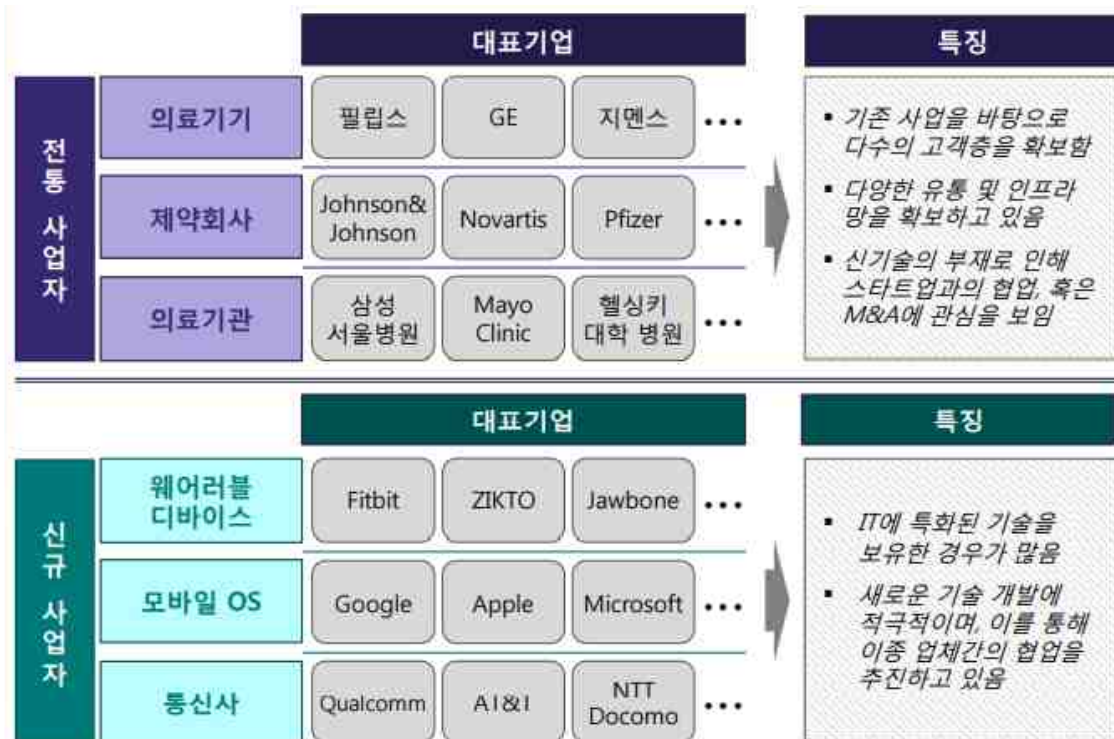 대표기업
특징
전통 사업자
의료기기
필립스
GE
지멘스
•••
제약회사
Johnson&
Johnson
Novartis
Pfizer
•••
의료기관
삼성
서울병원
Mayo
Clinic
헬싱키
대학 병원
•••
▪ 기존 사업을 바탕으로
다수의 고객층을 확보함
▪ 다양한 유통 및 인프라
망을 확보하고 있음
▪ 신기술의 부재로 인해
스타트업과의 협업, 혹은
M&A에 관심을 보임
대표기업
특징
신규 사업자
웨어러블
디바이스
Fitbit
ZIKTO
Jawbone
•••
모바일 OS
Google
Apple
Microsoft
•••
통신사
Qualcomm
AT&T
NTT
Docomo
•••
▪ IT에 특화된 기술을
보유한 경우가 많음
▪ 새로운 기술 개발에
적극적이며, 이를 통해
이종 업체간의 협업을
추진하고 있음